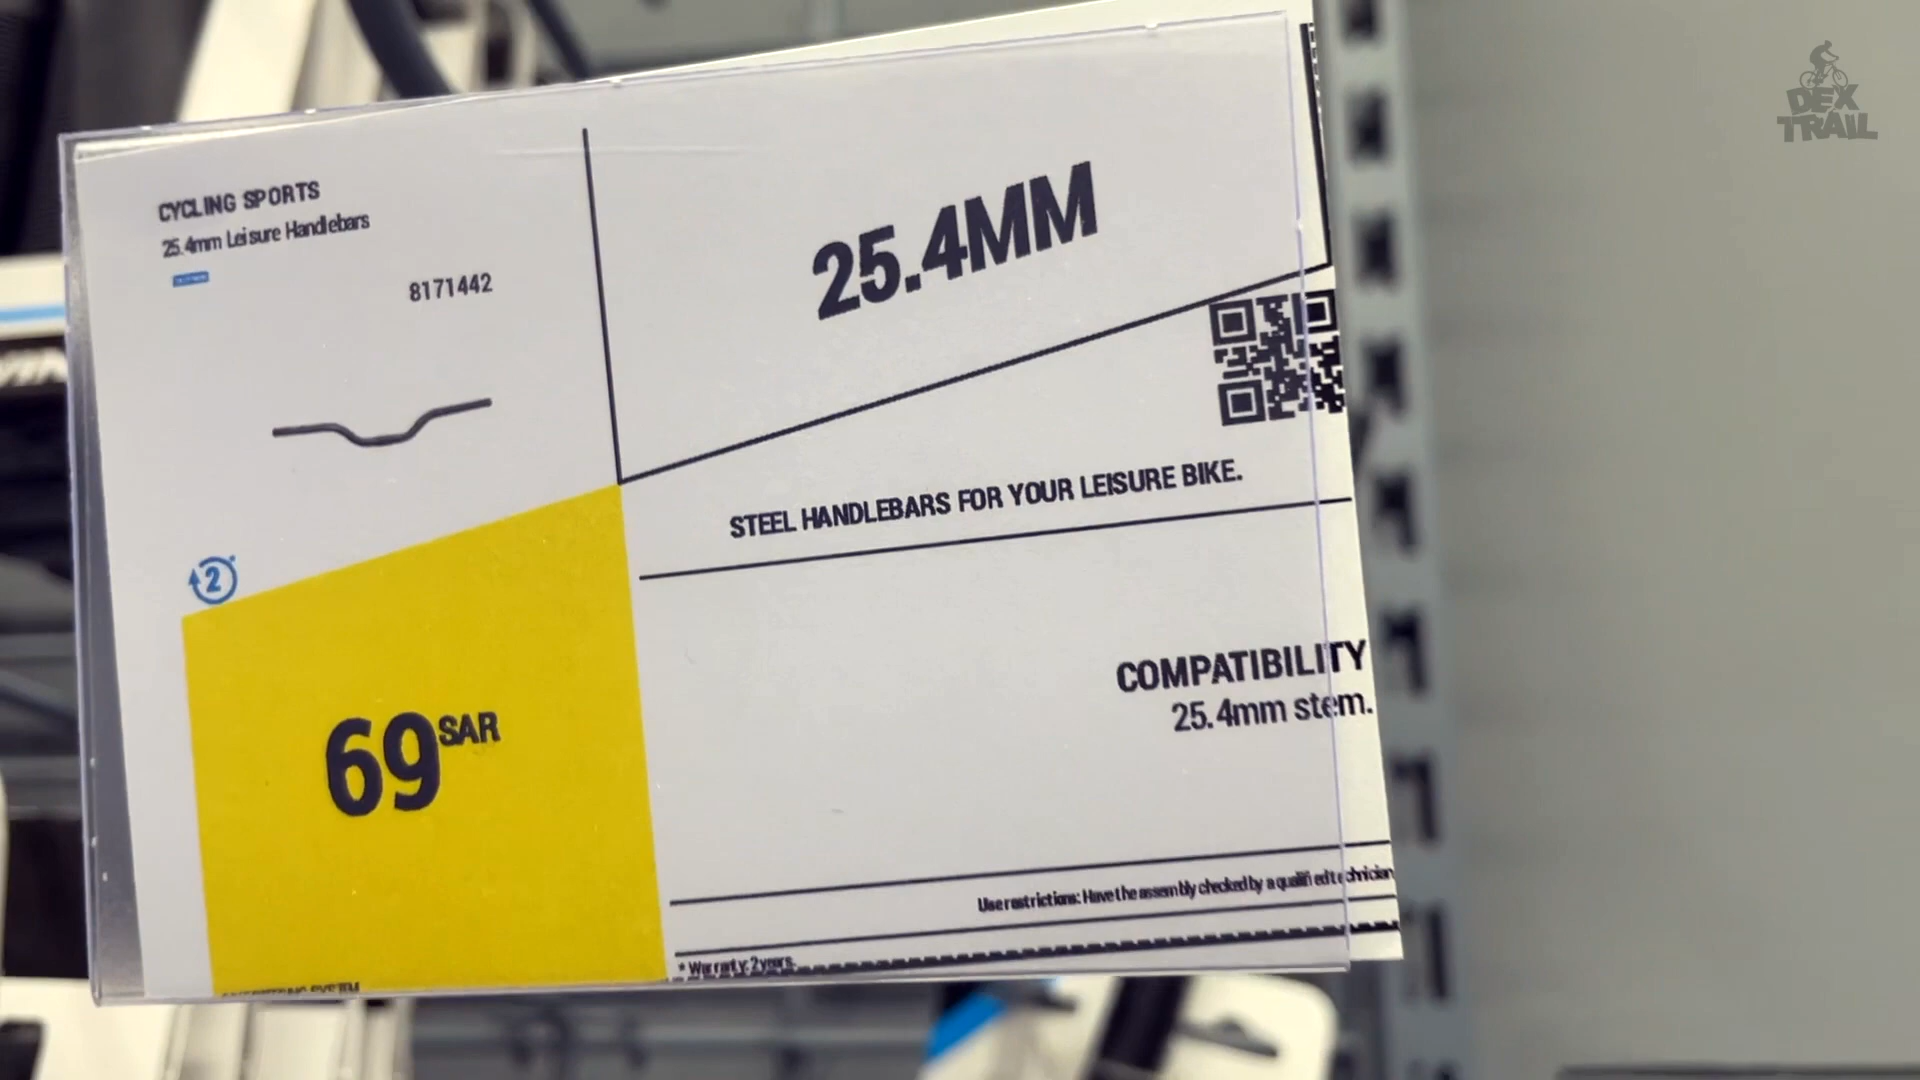 DEX
TRAIL
CYCLING SPORTS
25.4mm Leisure Handlebars
8171442
25.4MM
STEEL HANDLEBARS FOR YOUR LEISURE BIKE.
2
69 SAR
COMPATIBILITY
25.4mm stem.
Use restrictions: Have the assembly checked by a qualified technician
* Warranty: 2 years.